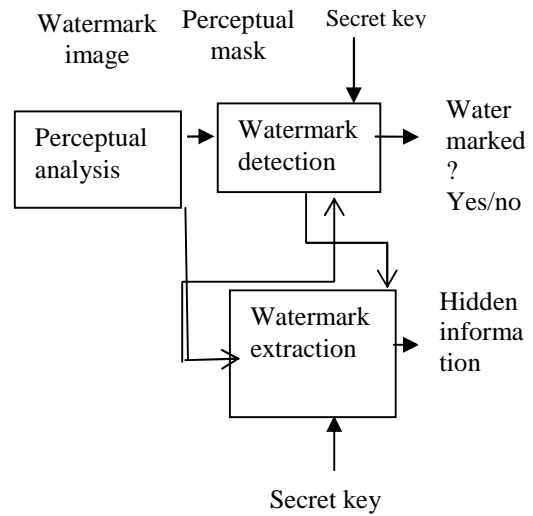 Watermark
image
Perceptual
mask
Secret key
Perceptual
analysis
Watermark
detection
Water
marked
?
Yes/no
Watermark
extraction
Hidden
informa
tion
Secret key